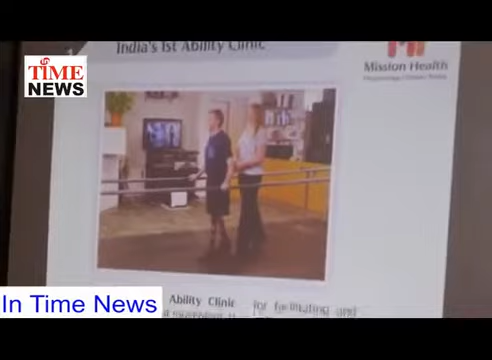 India's 1st Ability Clinic
Mission Health
TIME
NEWS
In Time News
Ability Clinic for facilitating and